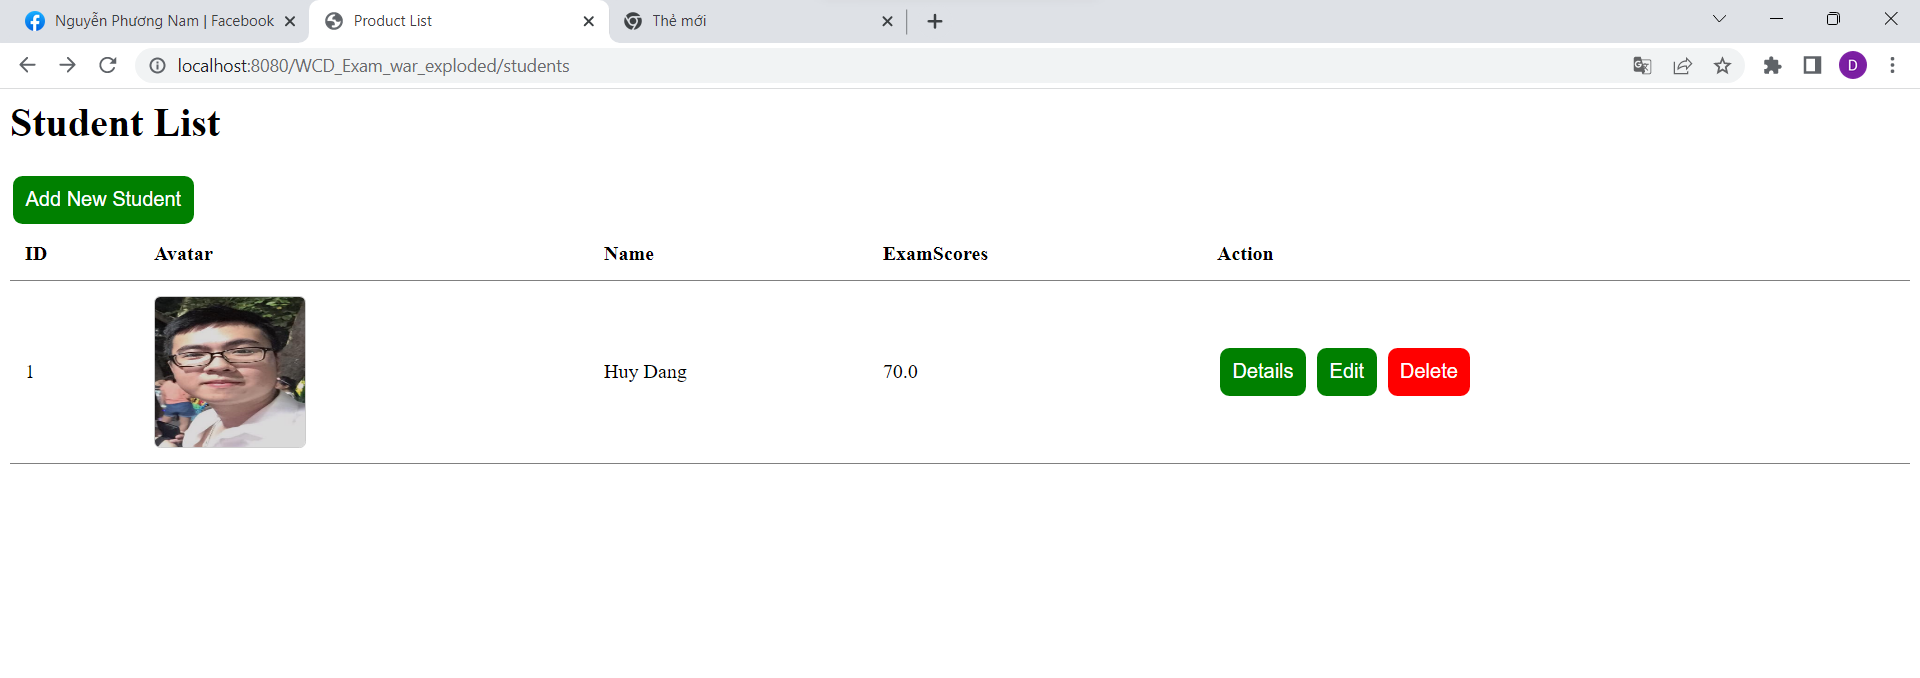 Nguyễn Phương Nam | Facebook
Product List
Thẻ mới
localhost:8080/WCD_Exam_war_exploded/students
D
Student List
Add New Student
ID Avatar Name ExamScores Action
1 Huy Dang 70.0 Details Edit Delete